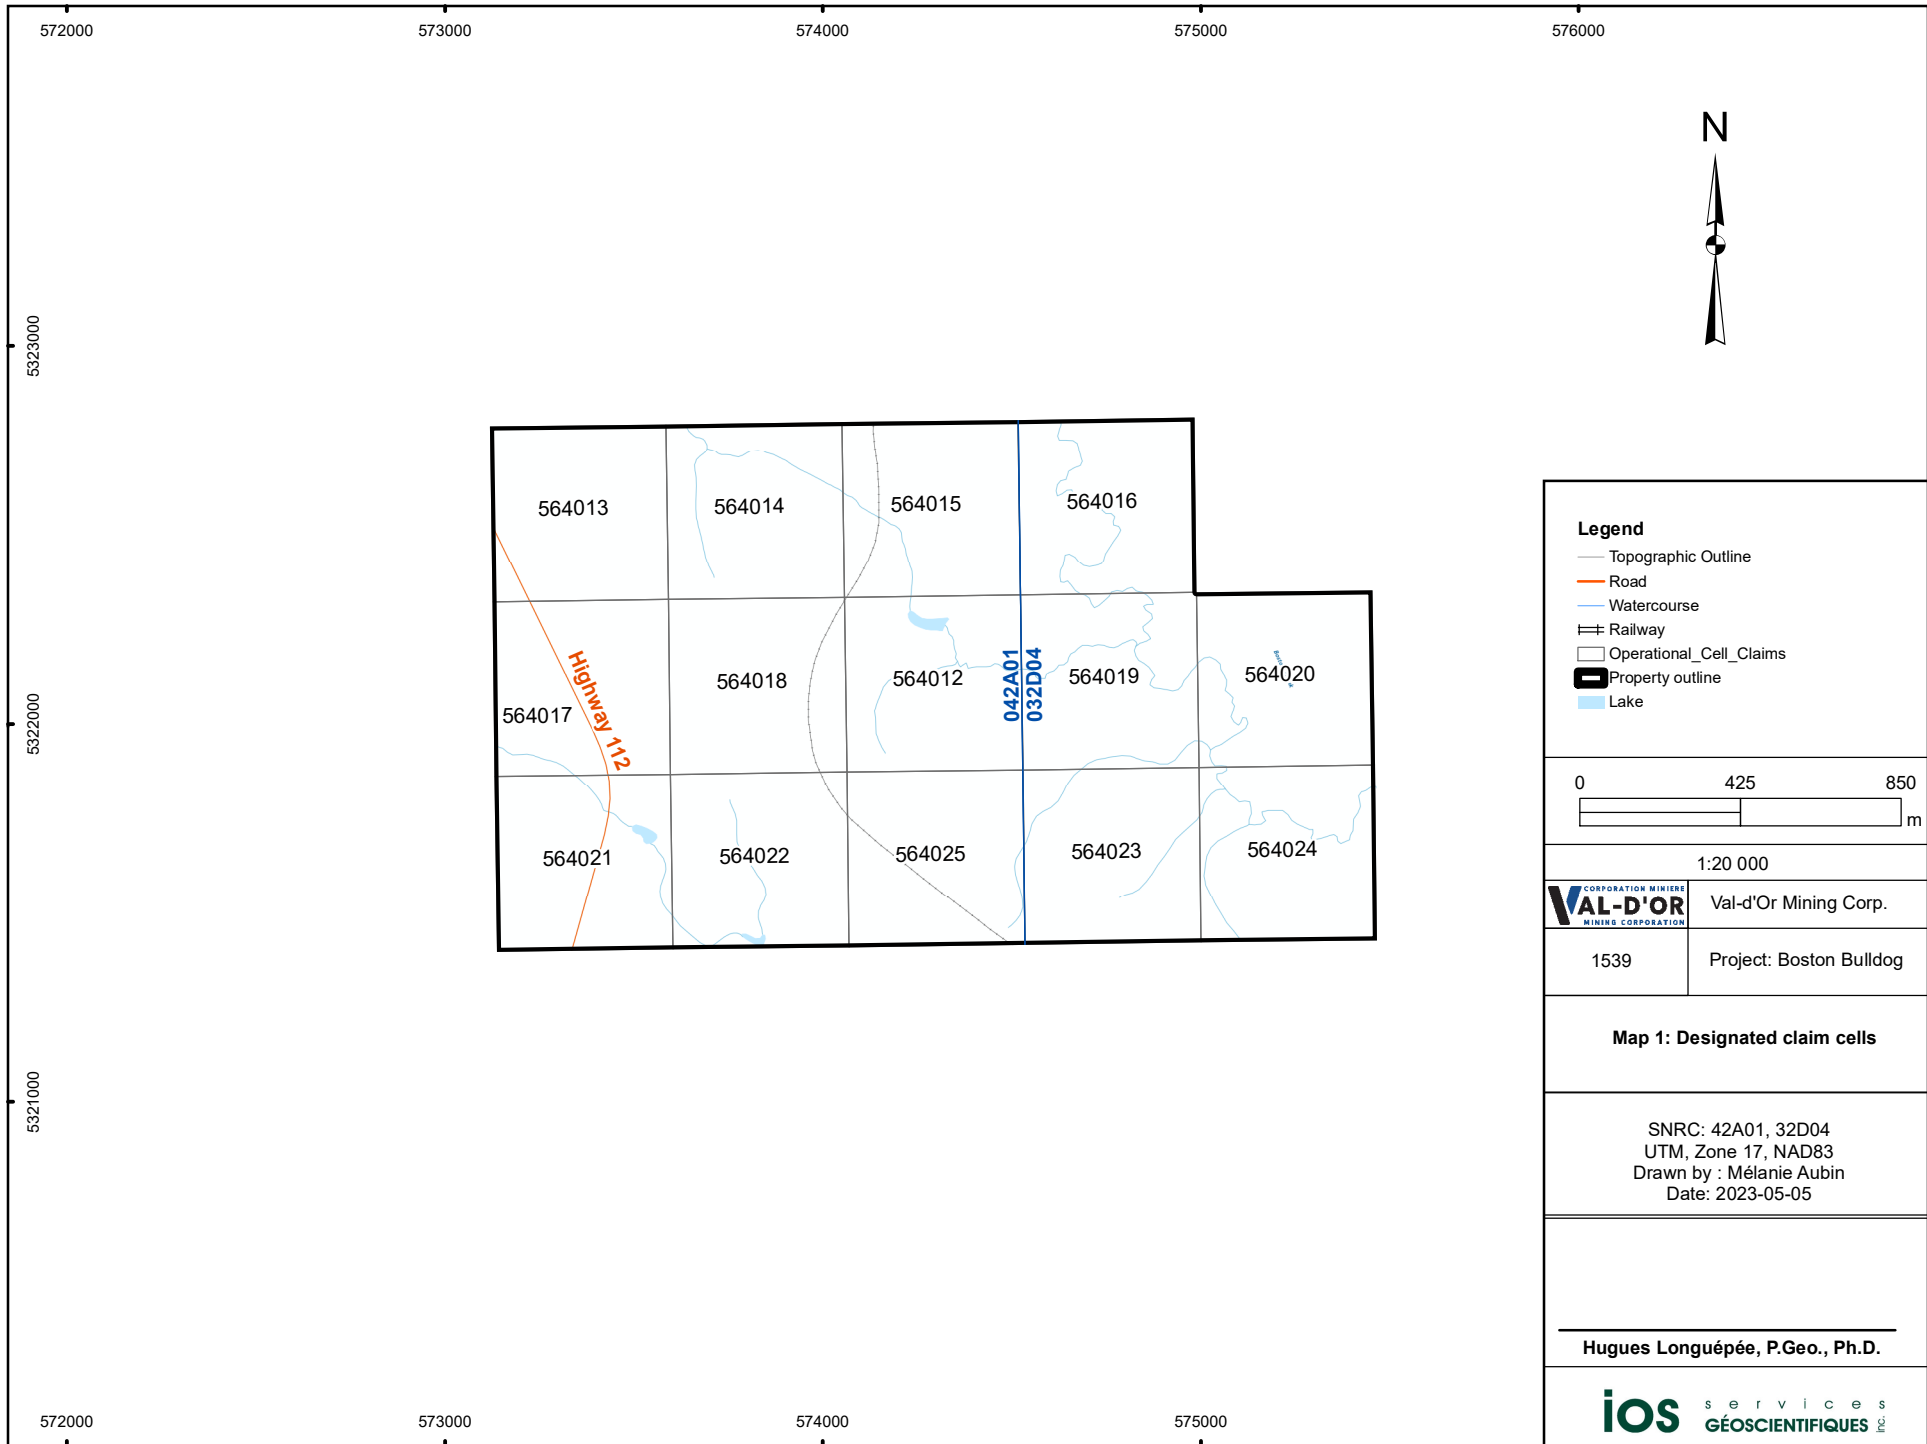 572000
573000
574000
575000
576000
N
5323000
5322000
5321000
564013
564014
564015
564016
564017
564018
564012
564019
564020
564021
564022
564025
564023
564024
Highway 112
042A01
032D04
Legend
Topographic Outline
Road
Watercourse
Railway
Operational_Cell_Claims
Property outline
Lake
0 425 850
m
1:20 000
CORPORATION MINIÈRE
VAL-D'OR
MINING CORPORATION
Val-d'Or Mining Corp.
1539
Project: Boston Bulldog
Map 1: Designated claim cells
SNRC: 42A01, 32D04
UTM, Zone 17, NAD83
Drawn by : Mélanie Aubin
Date: 2023-05-05
Hugues Longuépée, P.Geo., Ph.D.
ios services
GÉOSCIENTIFIQUES inc.
572000
573000
574000
575000